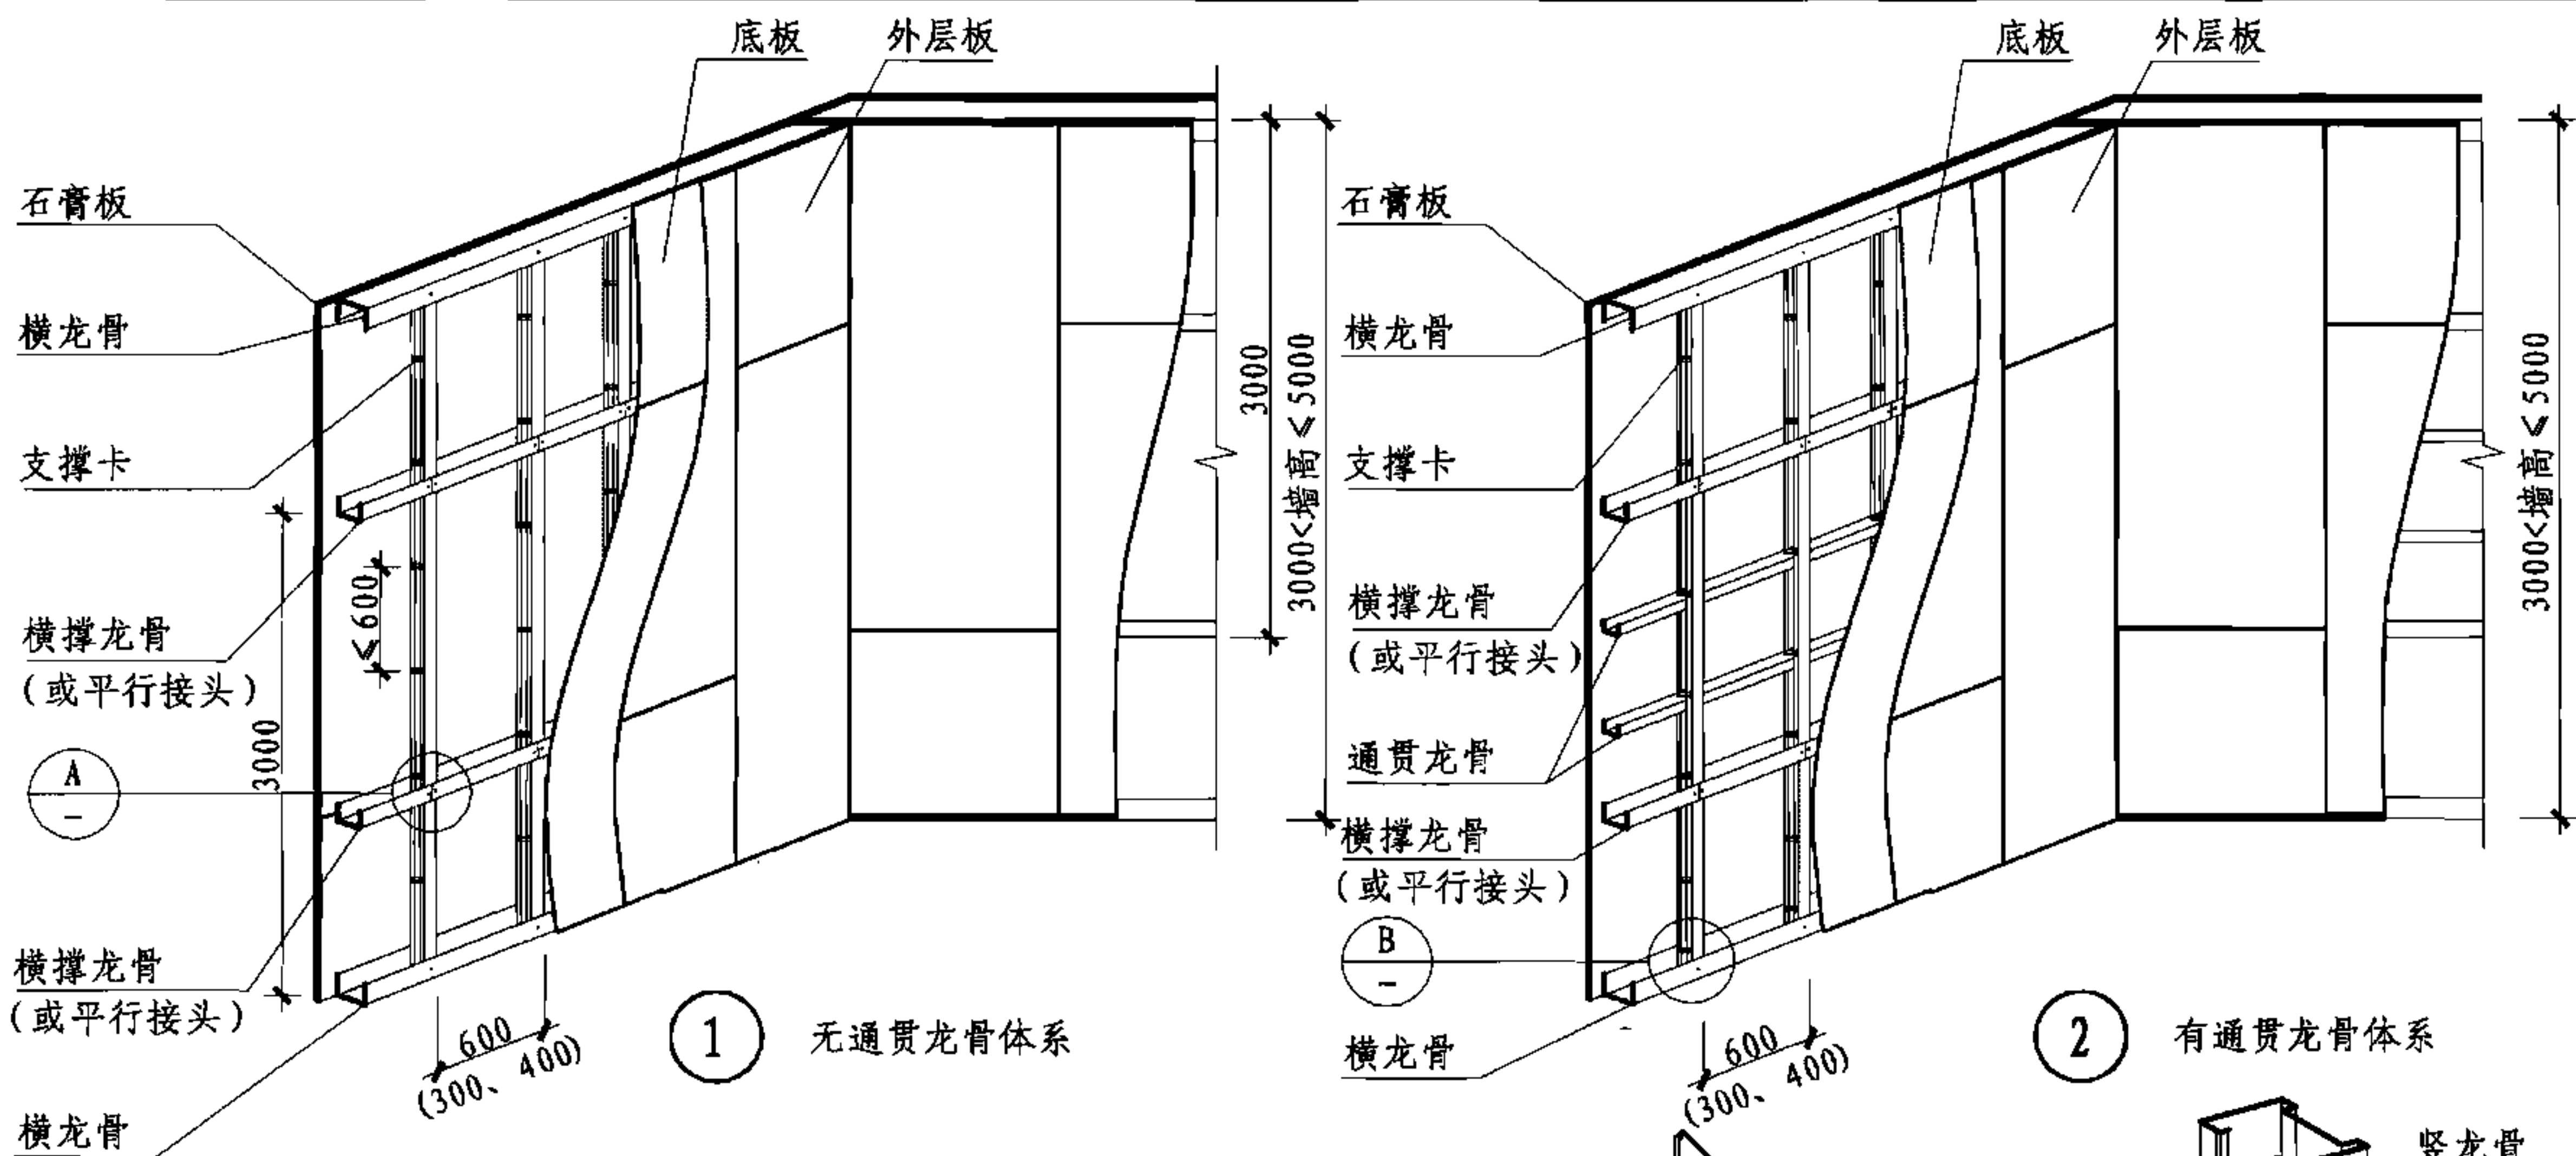 底板
外层板
石膏板
横龙骨
支撑卡
横撑龙骨
(或平行接头)
≤600
3000
A
-
横撑龙骨
(或平行接头)
横龙骨
600
(300、400)
3000
3000<墙高≤5000
1
无通贯龙骨体系
底板
外层板
石膏板
横龙骨
支撑卡
横撑龙骨
(或平行接头)
通贯龙骨
横撑龙骨
(或平行接头)
B
-
横龙骨
600
(300、400)
3000<墙高≤5000
2
有通贯龙骨体系
竖龙骨